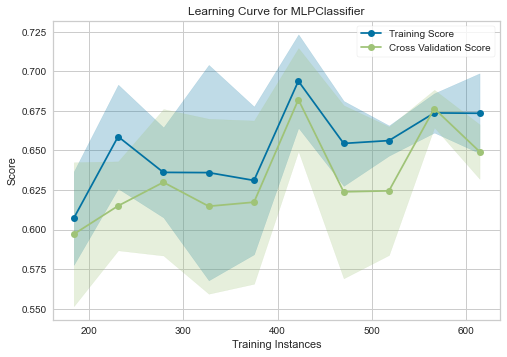 Learning Curve for MLPClassifier
Training Score
Cross Validation Score
0.725
0.700
0.675
0.650
0.625
0.600
0.575
0.550
Score
200
300
400
500
600
Training Instances